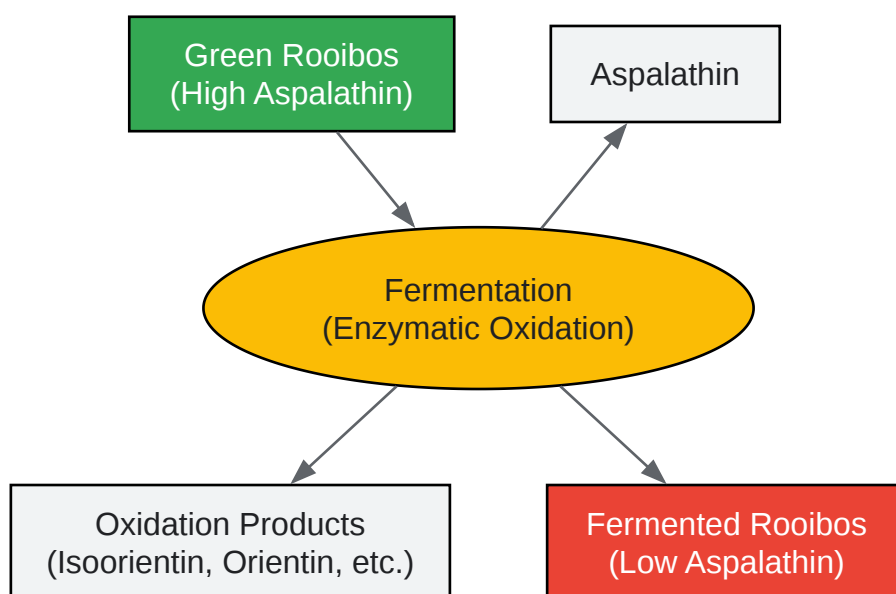 Green Rooibos
(High Aspalathin)
Aspalathin
Fermentation
(Enzymatic Oxidation)
Oxidation Products
(Isoorientin, Orientin, etc.)
Fermented Rooibos
(Low Aspalathin)